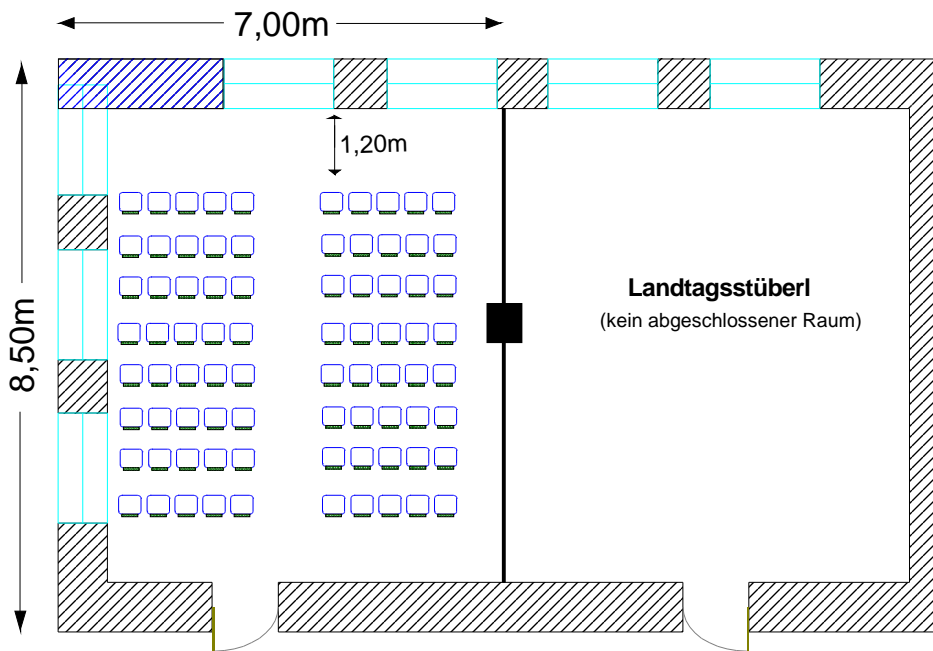 7,00m
1,20m
8,50m
Landtagsstüberl
(kein abgeschlossener Raum)